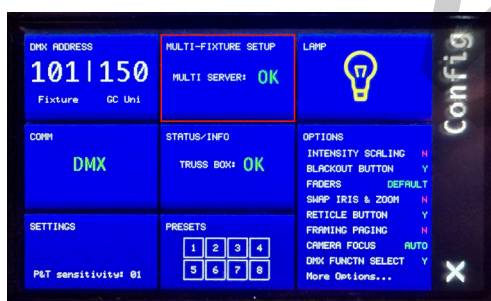 DMX ADDRESS
101|150
Fixture GC Uni
MULTI-FIXTURE SETUP
MULTI SERVER: OK
LAMP
Config
COMM
DMX
STATUS/INFO
TRUSS BOX: OK
OPTIONS
INTENSITY SCALING N
BLACKOUT BUTTON Y
FADERS DEFAULT
SWAP IRIS & ZOOM N
RETICLE BUTTON Y
FRAMING PAGING N
CAMERA FOCUS AUTO
DMX FUNCTN SELECT Y
More Options...
SETTINGS
P&T sensitivity: 01
PRESETS
1 2 3 4
5 6 7 8
X